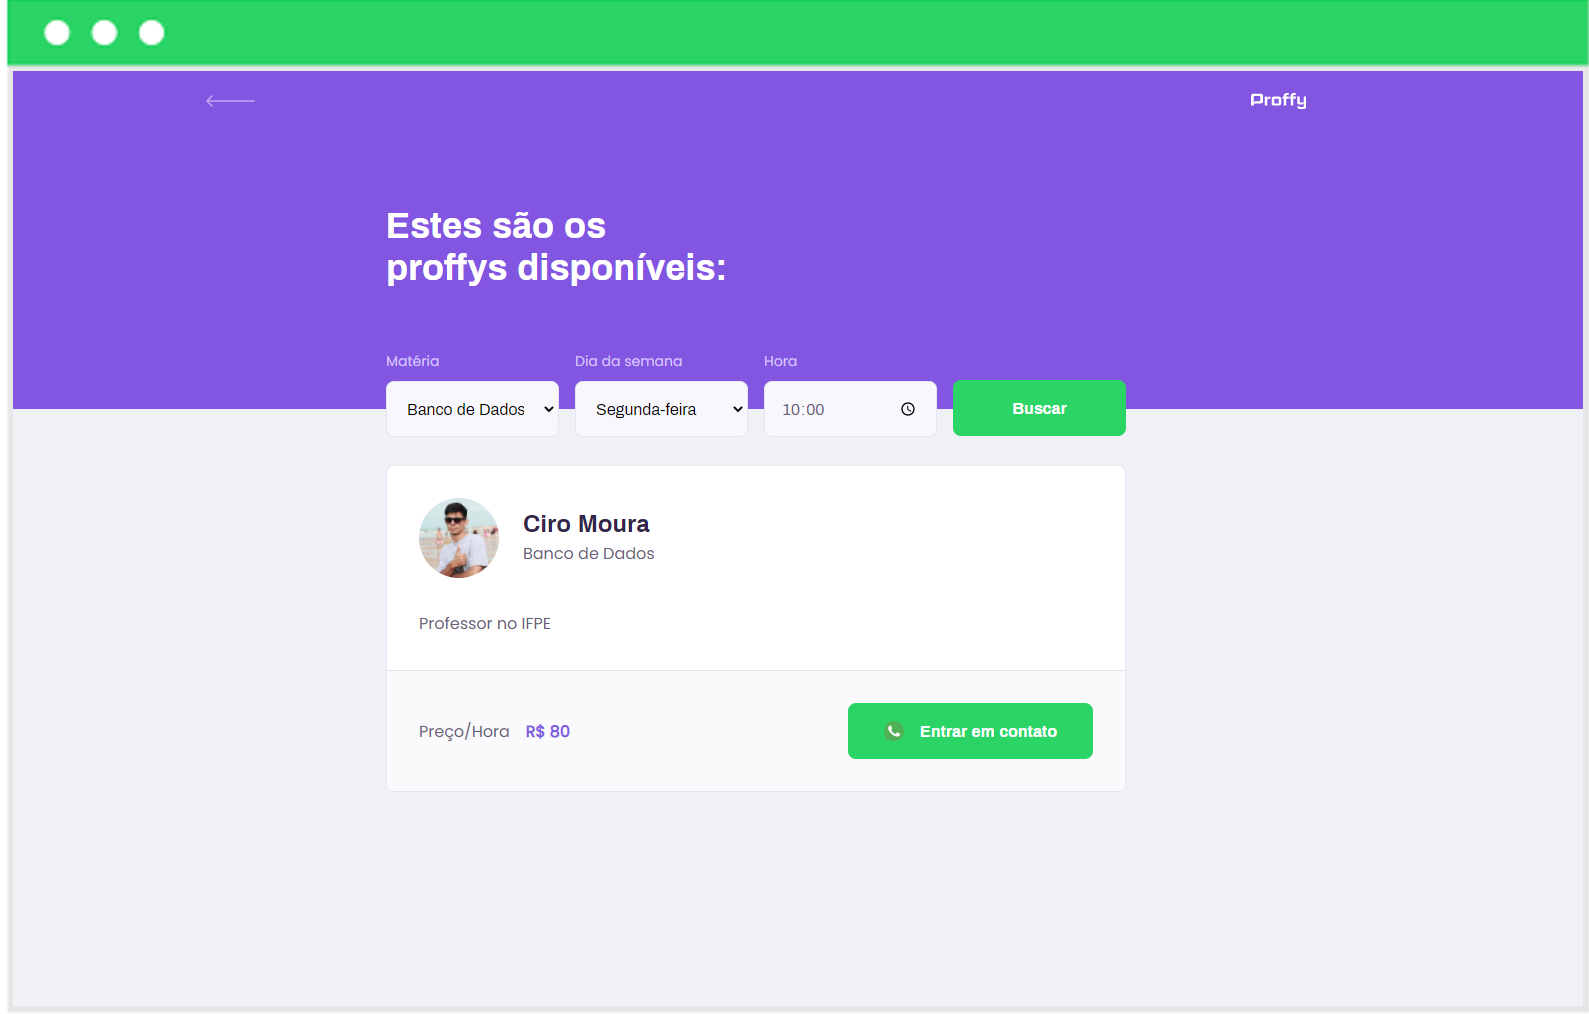 Proffy
Estes são os
proffys disponíveis:
Matéria
Dia da semana
Hora
Banco de Dados
Segunda-feira
10:00
Buscar
Ciro Moura
Banco de Dados
Professor no IFPE
Preço/Hora R$ 80
Entrar em contato